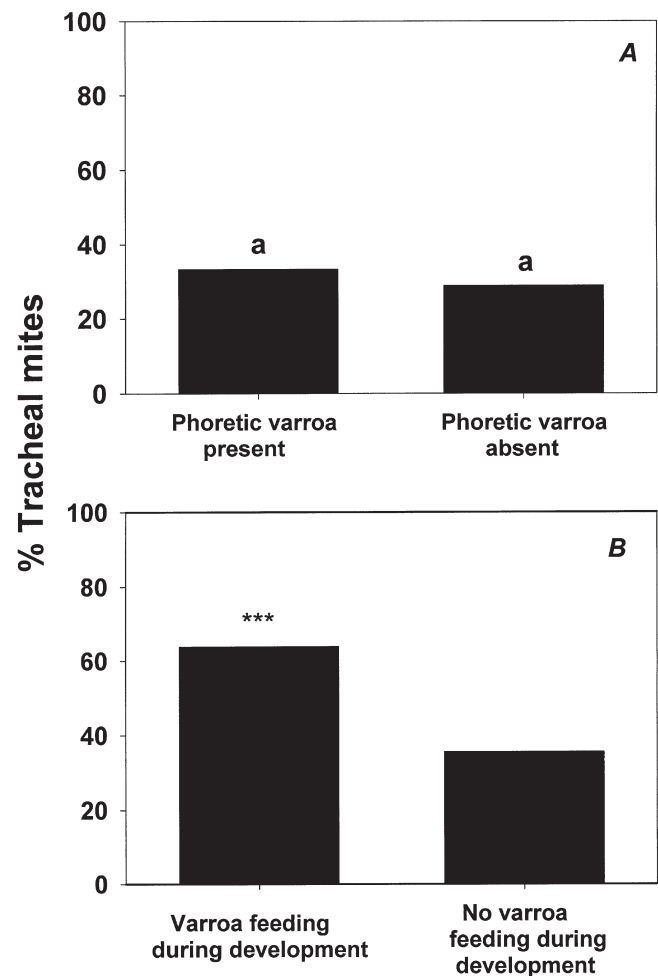 % Tracheal mites
100
80
60
40
20
0
A
a
a
Phoretic varroa
present
Phoretic varroa
absent
100
80
60
40
20
0
B
***
Varroa feeding
during development
No varroa
feeding during
development